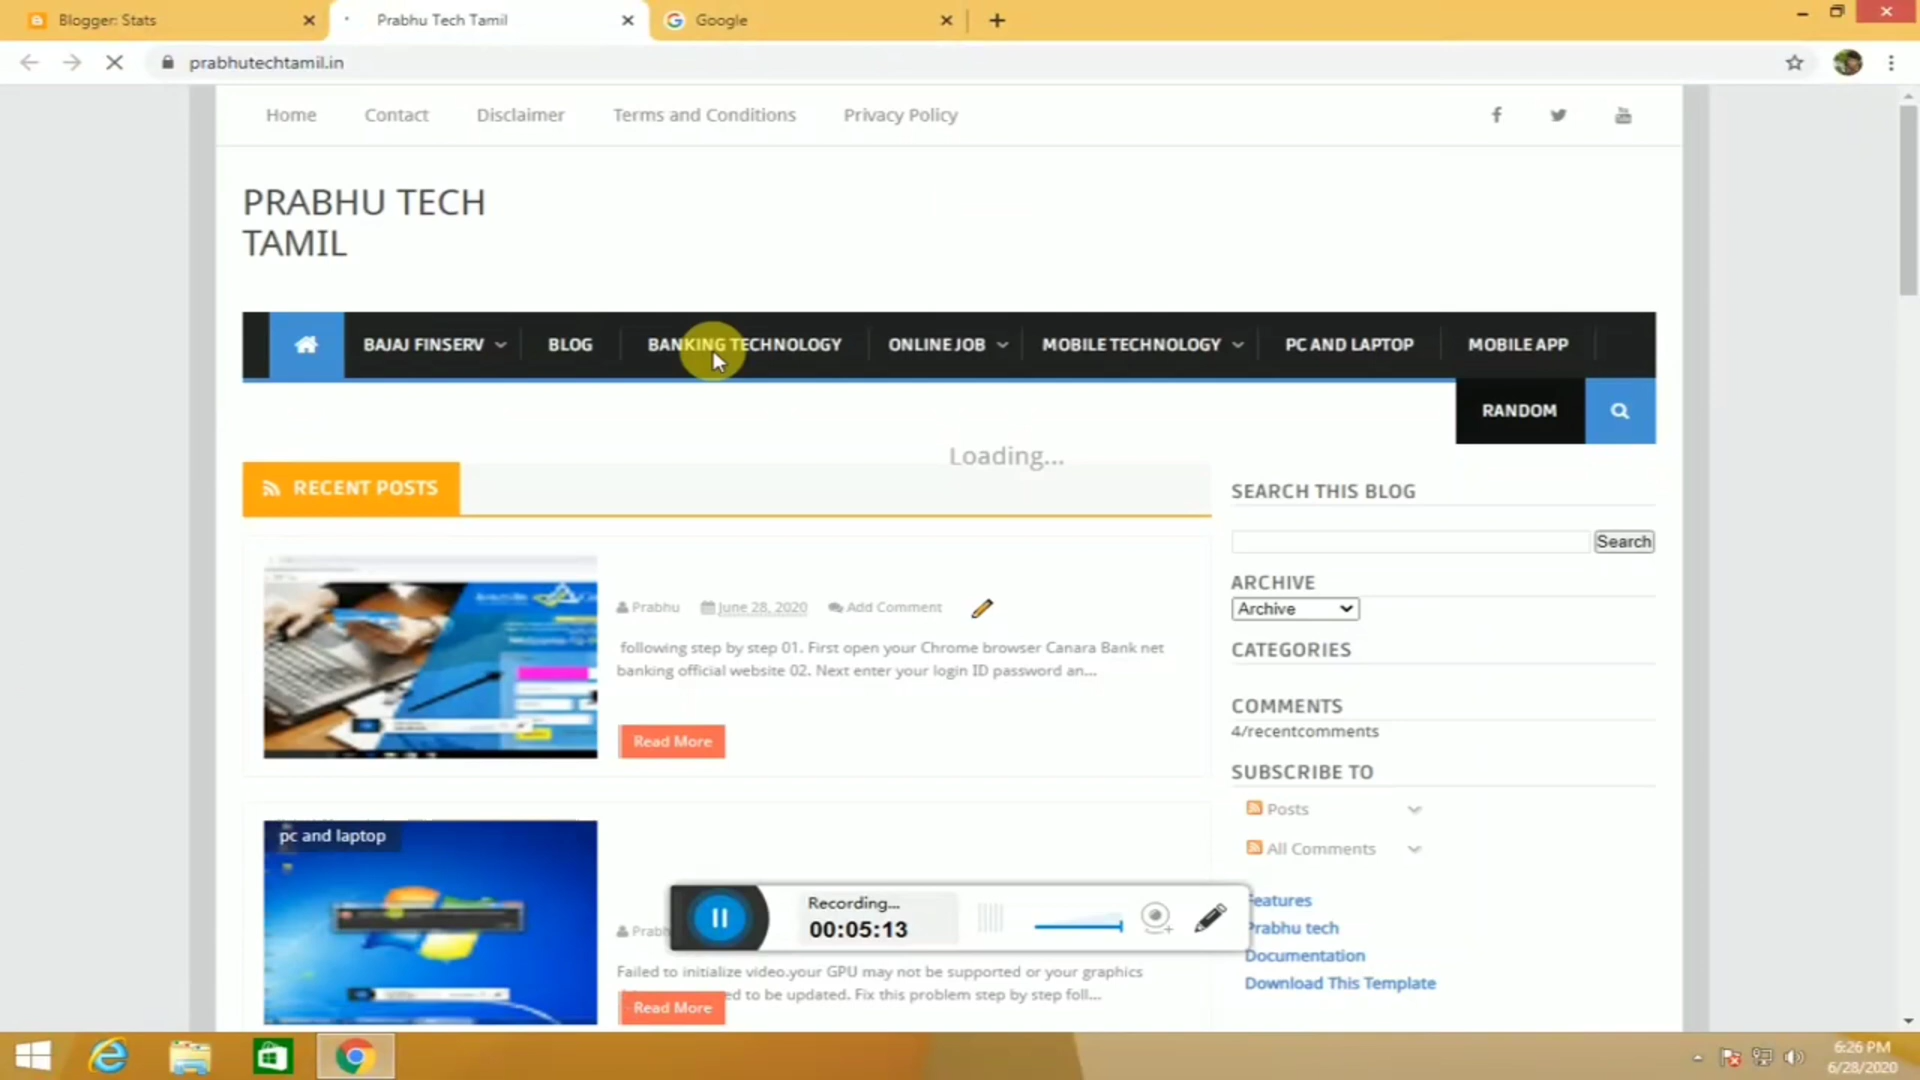 Blogger: Stats
Prabhu Tech Tamil
Google
prabhutechtamil.in
Home Contact Disclaimer Terms and Conditions Privacy Policy
PRABHU TECH
TAMIL
BAJAJ FINSERV BLOG BANKING TECHNOLOGY ONLINE JOB MOBILE TECHNOLOGY PC AND LAPTOP MOBILE APP
RANDOM
Loading...
RECENT POSTS
Prabhu June 28, 2020 Add Comment
following step by step 01. First open your Chrome browser Canara Bank net
banking official website 02. Next enter your login ID password an...
Read More
pc and laptop
Failed to initialize video.your GPU may not be supported or your graphics
ed to be updated. Fix this problem step by step foll...
Read More
SEARCH THIS BLOG
Search
ARCHIVE
Archive
CATEGORIES
COMMENTS
4/recentcomments
SUBSCRIBE TO
Posts
All Comments
Features
Prabhu tech
Documentation
Download This Template
Recording...
00:05:13
6:26 PM
6/28/2020